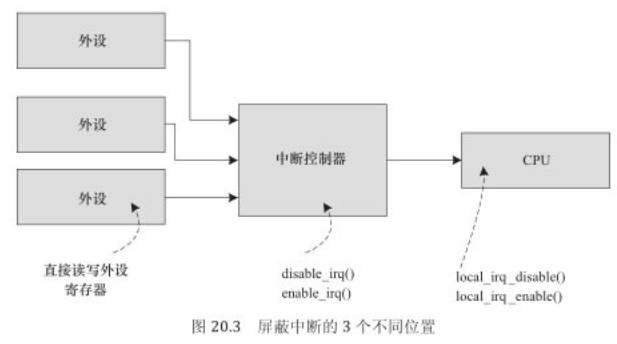 外设
外设
外设
中断控制器
CPU
直接读写外设
寄存器
disable_irq()
enable_irq()
local_irq_disable()
local_irq_enable()
图 20.3 屏蔽中断的 3 个不同位置